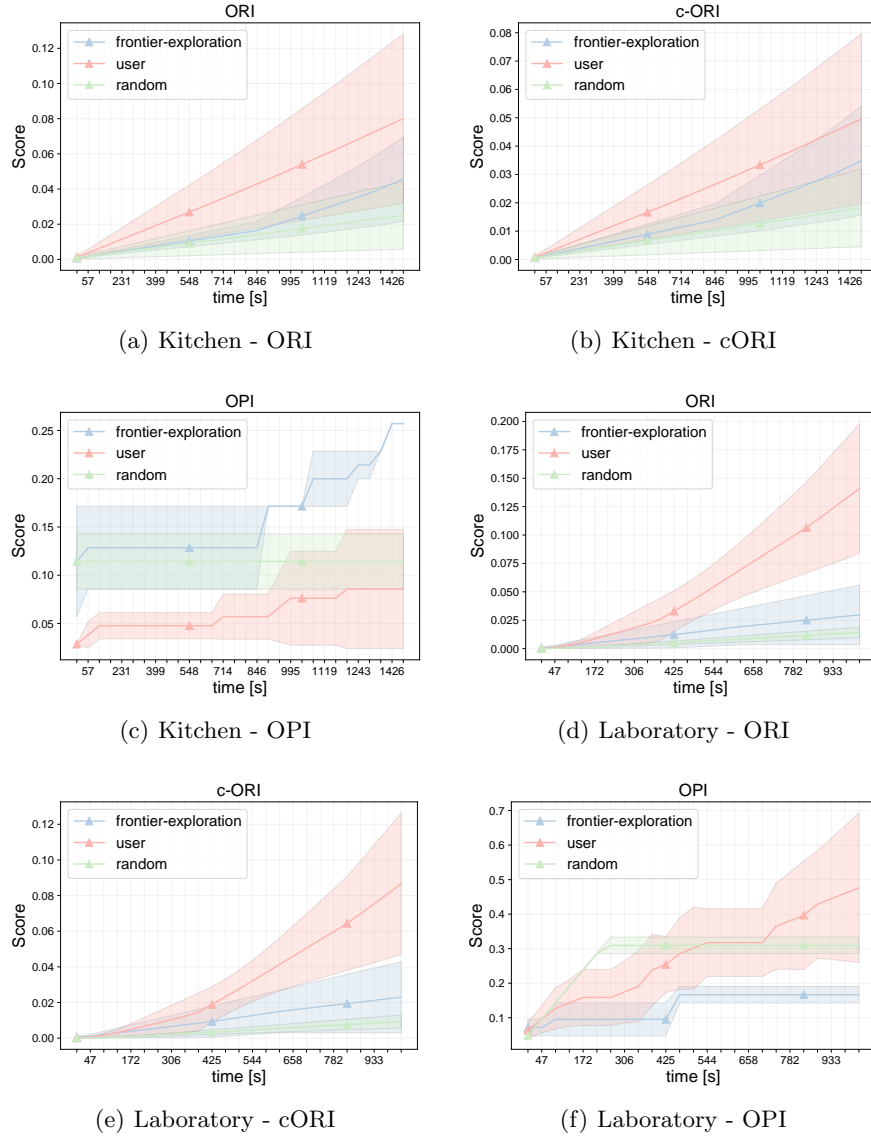 ORI
Score
0.12
0.10
0.08
0.06
0.04
0.02
0.00
frontier-exploration
user
random
57 231 399 548 714 846 995 1119 1243 1426
time [s]
(a) Kitchen - ORI
c-ORI
Score
0.08
0.07
0.06
0.05
0.04
0.03
0.02
0.01
0.00
frontier-exploration
user
random
57 231 399 548 714 846 995 1119 1243 1426
time [s]
(b) Kitchen - cORI
OPI
Score
0.25
0.20
0.15
0.10
0.05
frontier-exploration
user
random
57 231 399 548 714 846 995 1119 1243 1426
time [s]
(c) Kitchen - OPI
ORI
Score
0.200
0.175
0.150
0.125
0.100
0.075
0.050
0.025
0.000
frontier-exploration
user
random
47 172 306 425 544 658 782 933
time [s]
(d) Laboratory - ORI
c-ORI
Score
0.12
0.10
0.08
0.06
0.04
0.02
0.00
frontier-exploration
user
random
47 172 306 425 544 658 782 933
time [s]
(e) Laboratory - cORI
OPI
Score
0.7
0.6
0.5
0.4
0.3
0.2
0.1
frontier-exploration
user
random
47 172 306 425 544 658 782 933
time [s]
(f) Laboratory - OPI